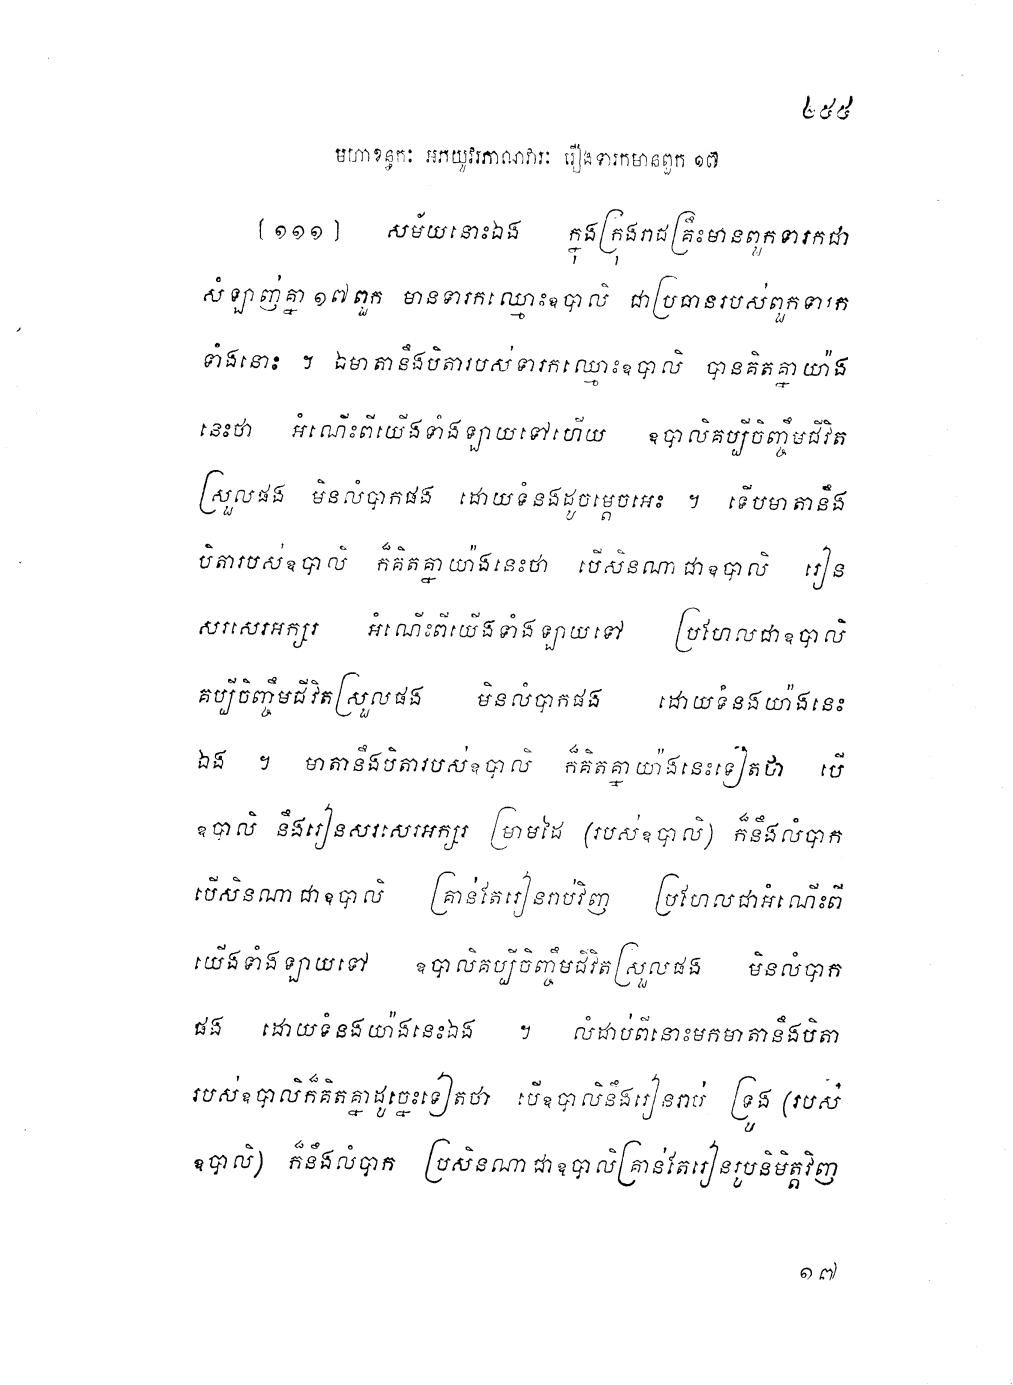 ២៥៥
មហាខន្ធកៈ អភយូវរភាណវារៈ រឿងទារកមានពួក ១៧
[១១១] សម័យនោះឯង ក្នុងក្រុងរាជគ្រឹះមានពួកទារកជា
សំឡាញ់គ្នា ១៧ ពួក មានទារកឈ្មោះឧបាលិ ជាប្រធានរបស់ពួកទារក
ទាំងនោះ ។ ឯមាតានឹងបិតារបស់ទារកឈ្មោះឧបាលិ បានគិតគ្នាយ៉ាង
នេះថា អំណើះពីយើងទាំងឡាយទៅហើយ ឧបាលិគប្បីចិញ្ចឹមជីវិត
ស្រួលផង មិនលំបាកផង ដោយទំនងដូចម្តេចអេះ ។ ទើបមាតានឹង
បិតារបស់ឧបាលិ ក៏គិតគ្នាយ៉ាងនេះថា បើសិនណាជាឧបាលិ រៀន
សរសេរអក្សរ អំណើះពីយើងទាំងឡាយទៅ ប្រហែលជាឧបាលិ
គប្បីចិញ្ចឹមជីវិតស្រួលផង មិនលំបាកផង ដោយទំនងយ៉ាងនេះ
ឯង ។ មាតានឹងបិតារបស់ឧបាលិ ក៏គិតគ្នាយ៉ាងនេះទៀតថា បើ
ឧបាលិ នឹងរៀនសរសេរអក្សរ ម្រាមដៃ (របស់ឧបាលិ) ក៏នឹងលំបាក
បើសិនណាជាឧបាលិ គ្រាន់តែរៀនរាប់វិញ ប្រហែលជាអំណើះពី
យើងទាំងឡាយទៅ ឧបាលិគប្បីចិញ្ចឹមជីវិតស្រួលផង មិនលំបាក
ផង ដោយទំនងយ៉ាងនេះឯង ។ លំដាប់ពីនោះមកមាតានឹងបិតា
របស់ឧបាលិក៏គិតគ្នាដូច្នេះទៀតថា បើឧបាលិនឹងរៀនរាប់ ទ្រូង (របស់
ឧបាលិ) ក៏នឹងលំបាក ប្រសិនណាជាឧបាលិគ្រាន់តែរៀនរូបនិមិត្តវិញ
១៧